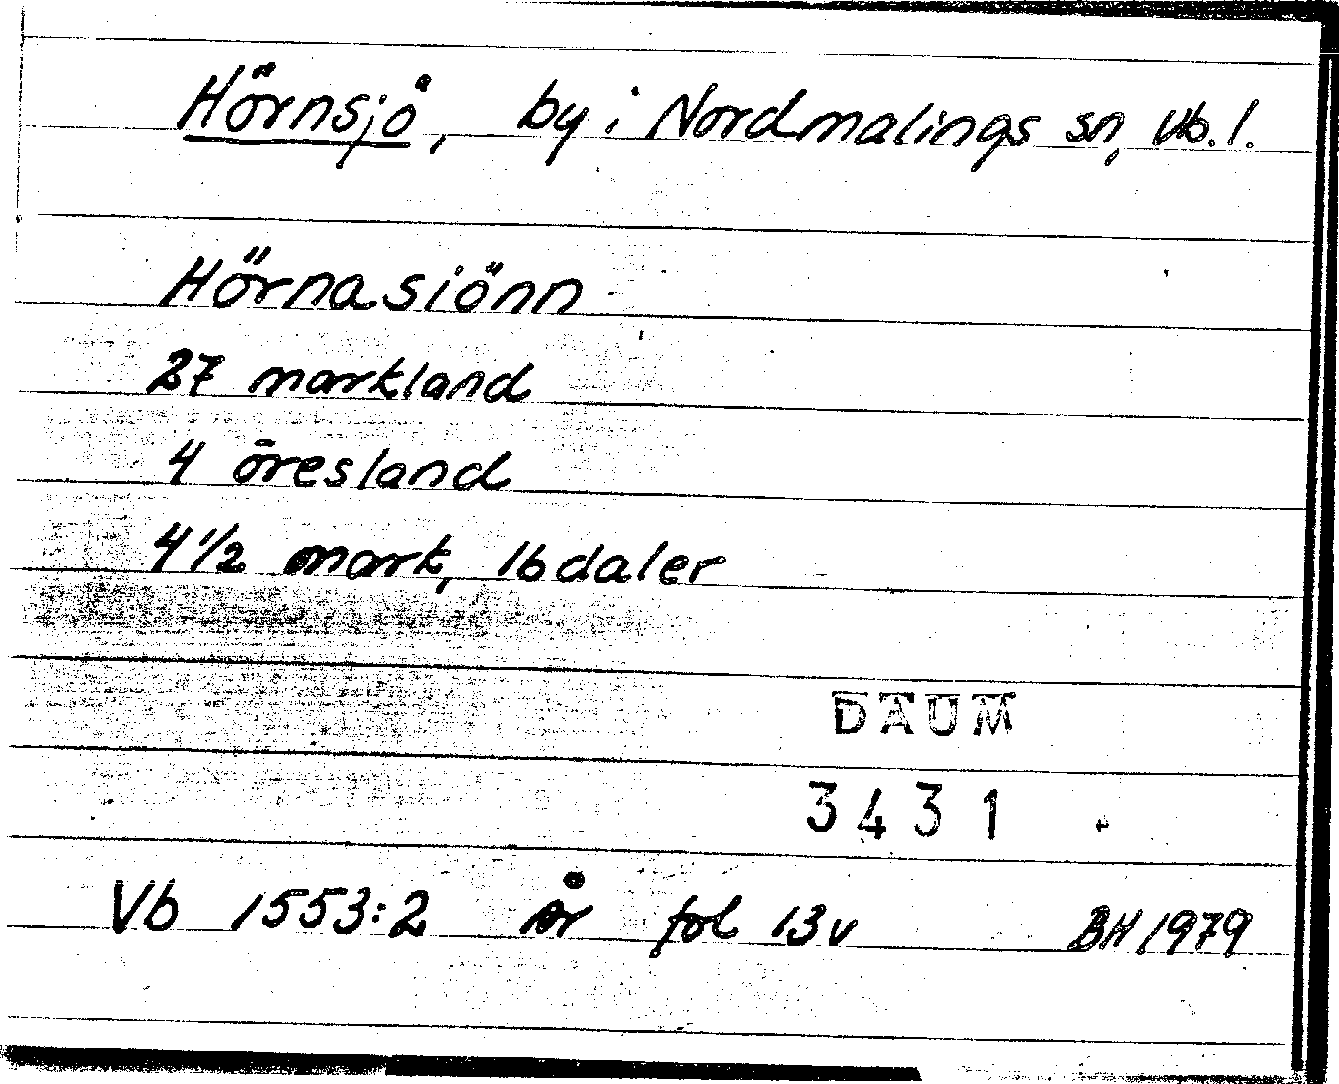 Hörnsjö, by i Nordmalings sn, Vb. l.
Hörnasiönn
27 markland
4 öresland
4 1/2 mark, 16 daler
DAUM
3431
Vb 1553:2 år fol 13v BH 1979